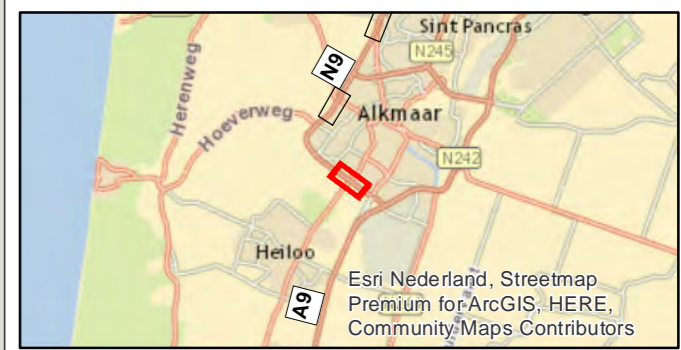 Sint Pancras
N245
N9
Herenweg
Hoeverweg
Alkmaar
N242
Heiloo
A9
Esri Nederland, Streetmap
Premium for ArcGIS, HERE,
Community Maps Contributors